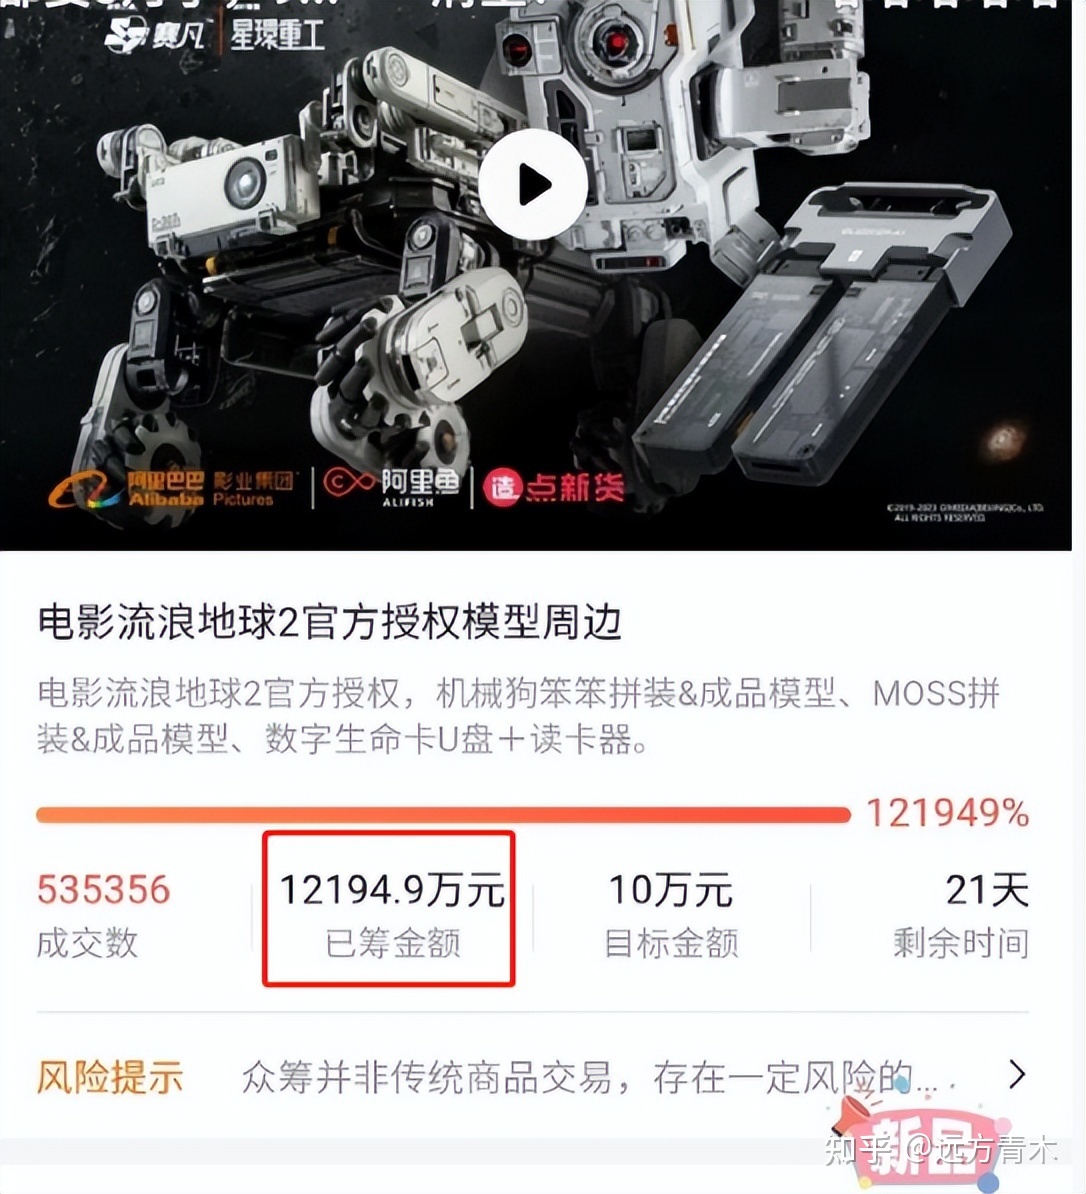 赛凡 星環重工
阿里巴巴 影业集团
Alibaba Pictures
阿里鱼
ALIFISH
造点新货
ALL RIGHTS RESERVED.
电影流浪地球2官方授权模型周边
电影流浪地球2官方授权，机械狗笨笨拼装&成品模型、MOSS拼
装&成品模型、数字生命卡U盘＋读卡器。
121949%
535356 12194.9万元 10万元 21天
成交数 已筹金额 目标金额 剩余时间
风险提示 众筹并非传统商品交易，存在一定风险的...
新品
知乎 @远方青木